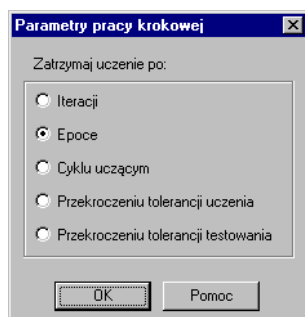 Parametry pracy krokowej
Zatrzymaj uczenie po:
Iteracji
Epoce
Cyklu uczącym
Przekroczeniu tolerancji uczenia
Przekroczeniu tolerancji testowania
OK Pomoc